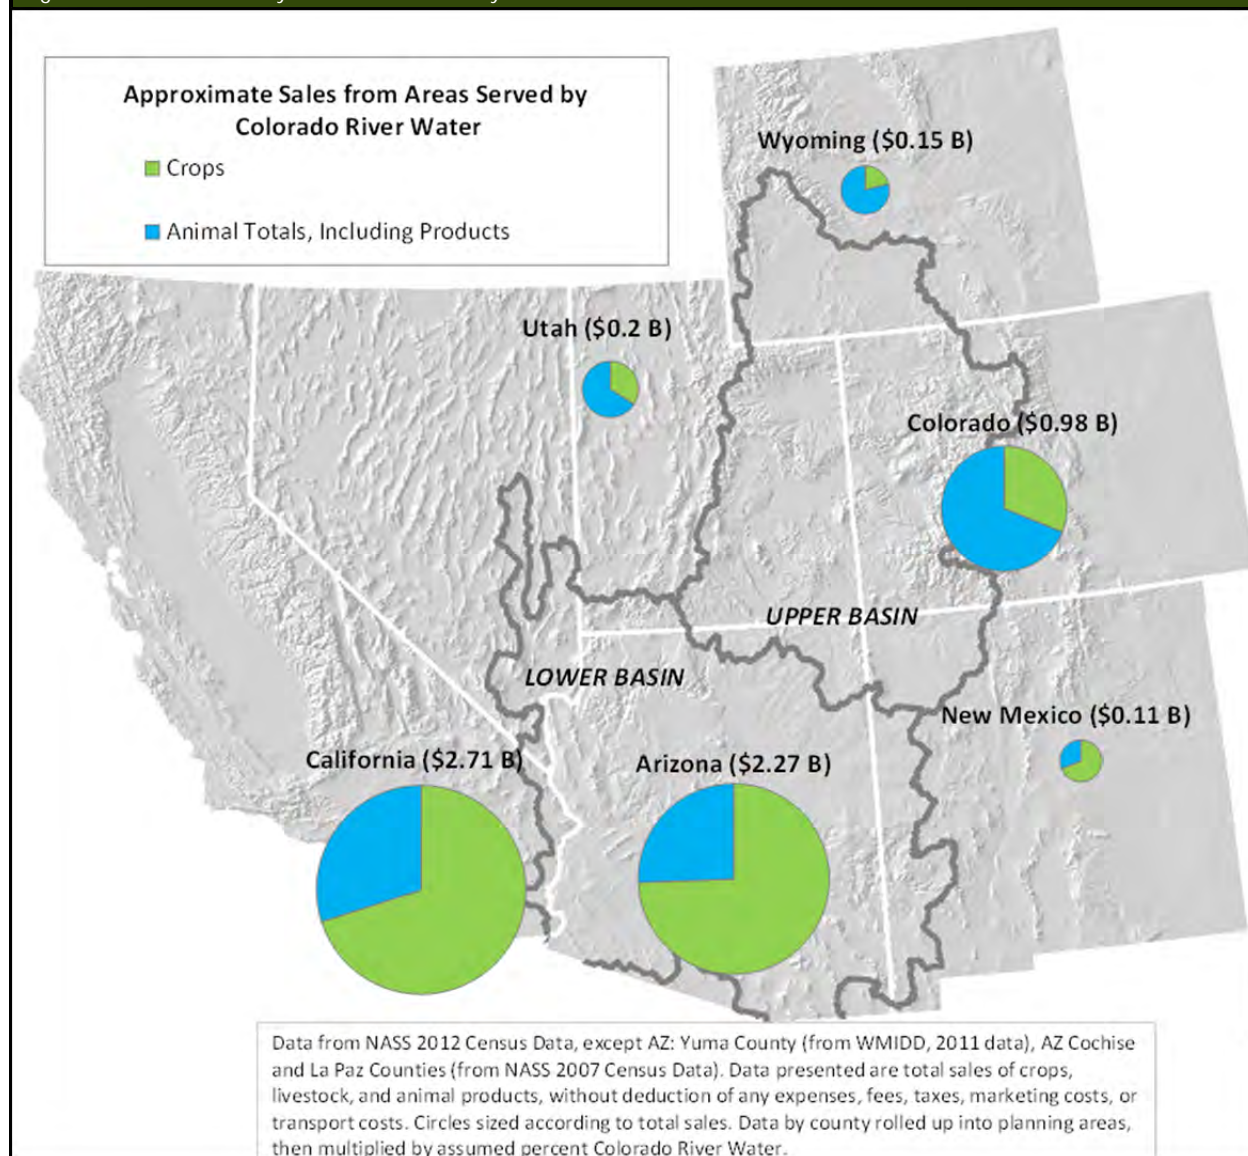 Approximate Sales from Areas Served by
Colorado River Water
Crops
Animal Totals, Including Products
Wyoming ($0.15 B)
Utah ($0.2 B)
Colorado ($0.98 B)
UPPER BASIN
LOWER BASIN
New Mexico ($0.11 B)
California ($2.71 B)
Arizona ($2.27 B)
Data from NASS 2012 Census Data, except AZ: Yuma County (from WMIDD, 2011 data), AZ Cochise
and La Paz Counties (from NASS 2007 Census Data). Data presented are total sales of crops,
livestock, and animal products, without deduction of any expenses, fees, taxes, marketing costs, or
transport costs. Circles sized according to total sales. Data by county rolled up into planning areas,
then multiplied by assumed percent Colorado River Water.